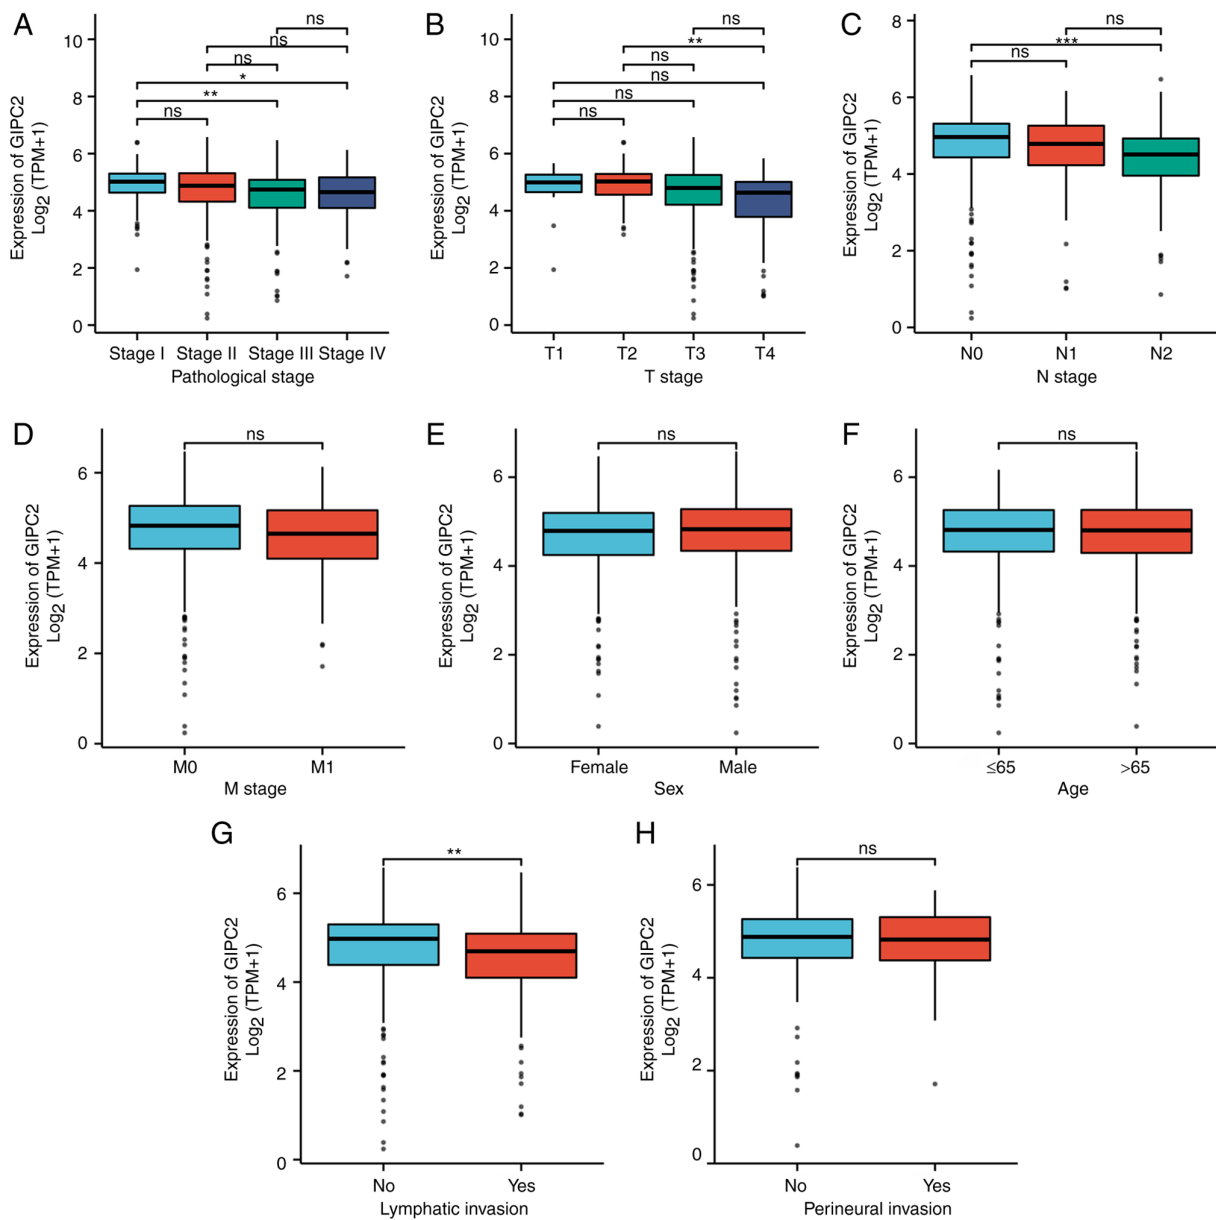 A
Expression of GIPC2
Log2 (TPM+1)
10
8
6
4
2
0
ns
ns
ns
*
**
ns
Stage I Stage II Stage III Stage IV
Pathological stage
B
Expression of GIPC2
Log2 (TPM+1)
10
8
6
4
2
0
ns
**
ns
ns
ns
ns
T1 T2 T3 T4
T stage
C
Expression of GIPC2
Log2 (TPM+1)
8
6
4
2
0
ns
***
ns
N0 N1 N2
N stage
D
Expression of GIPC2
Log2 (TPM+1)
6
4
2
0
ns
M0 M1
M stage
E
Expression of GIPC2
Log2 (TPM+1)
6
4
2
0
ns
Female Male
Sex
F
Expression of GIPC2
Log2 (TPM+1)
6
4
2
0
ns
≤65 >65
Age
G
Expression of GIPC2
Log2 (TPM+1)
6
4
2
0
**
No Yes
Lymphatic invasion
H
Expression of GIPC2
Log2 (TPM+1)
6
4
2
0
ns
No Yes
Perineural invasion